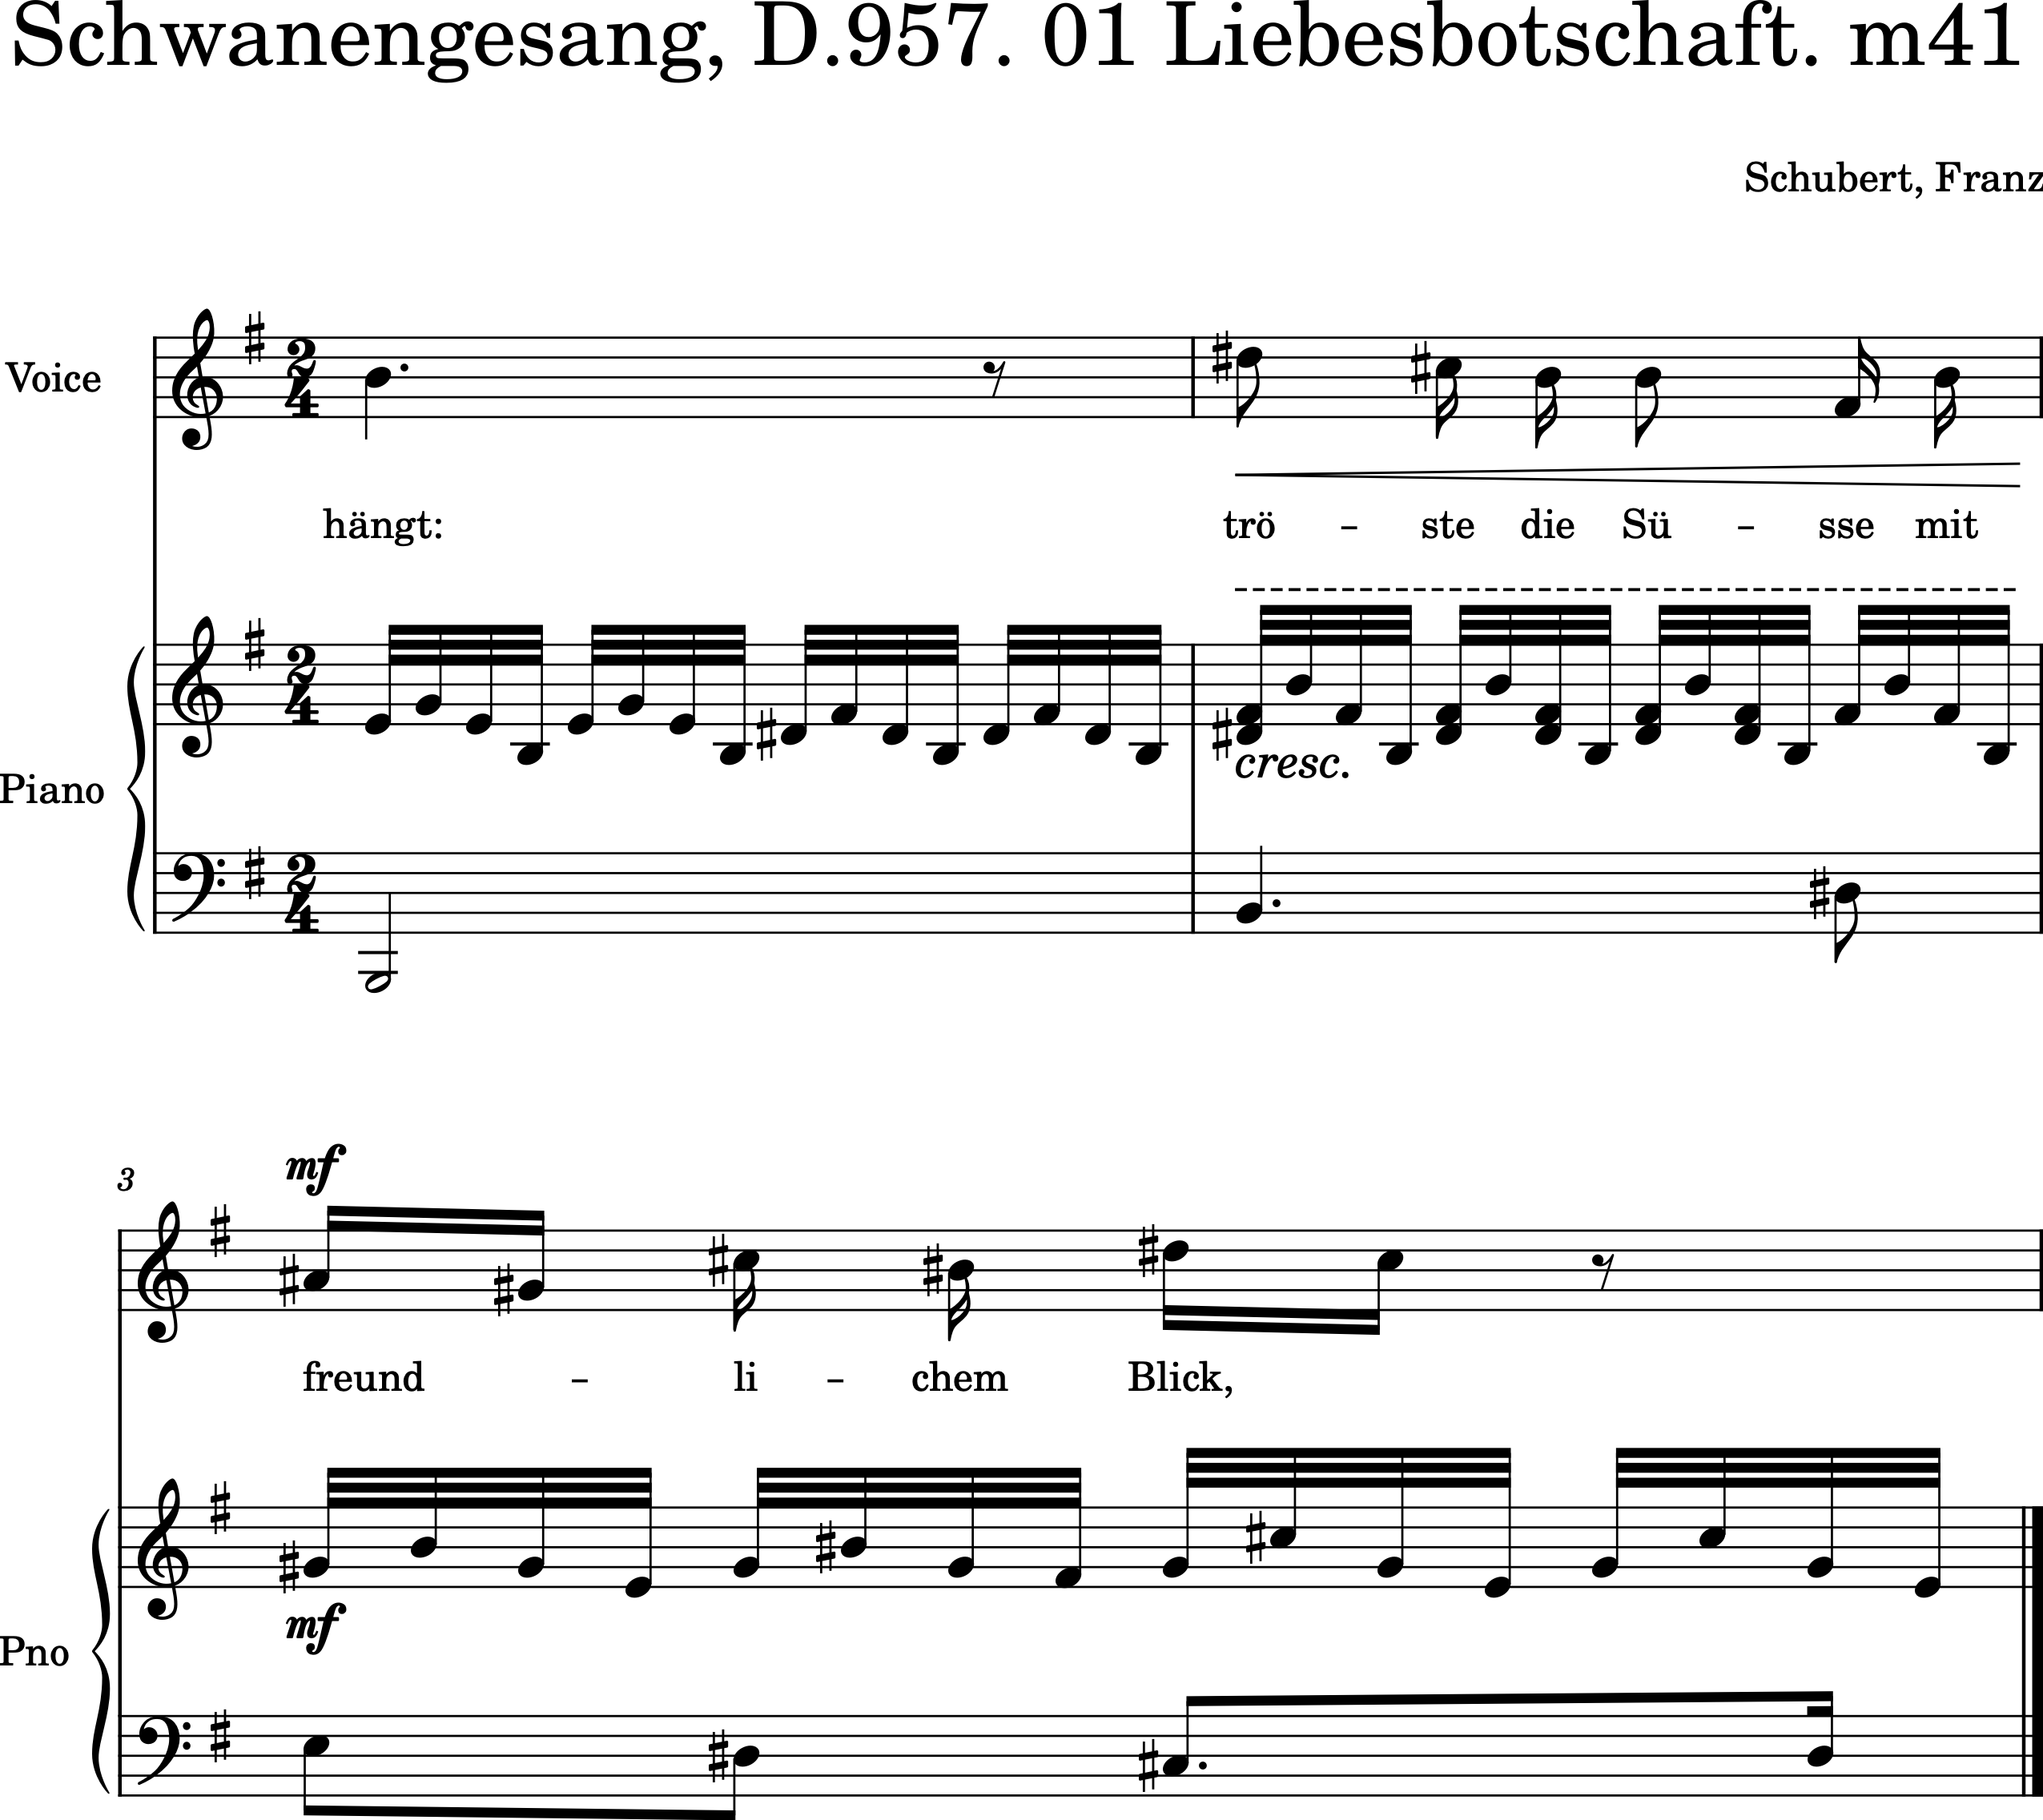 Schwanengesang, D.957. 01 Liebesbotschaft. m41
Schubert, Franz
Voice
hängt: trö - ste die Sü - sse mit
Piano
cresc.
3
mf
freund - li - chem Blick,
mf
Pno